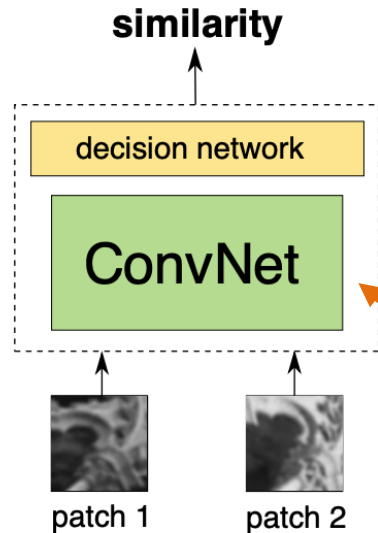 similarity
decision network
ConvNet
patch 1
patch 2